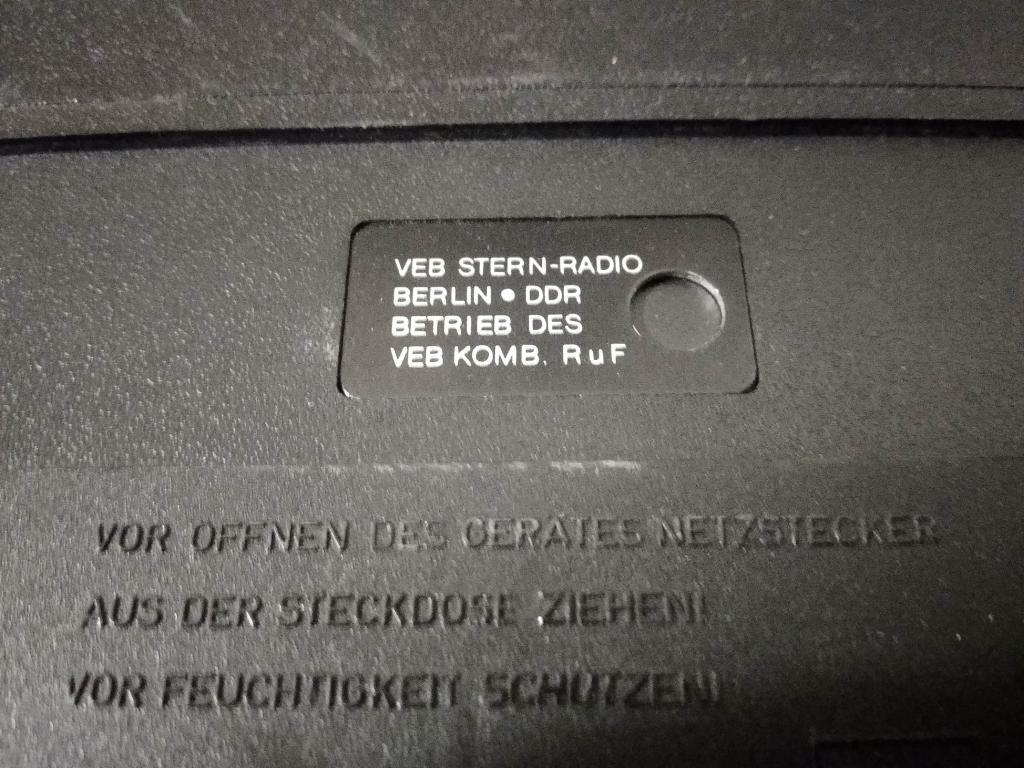 VEB STERN-RADIO
BERLIN • DDR
BETRIEB DES
VEB KOMB. RuF
VOR ÖFFNEN DES GERÄTES NETZSTECKER
AUS DER STECKDOSE ZIEHEN!
VOR FEUCHTIGKEIT SCHÜTZEN!